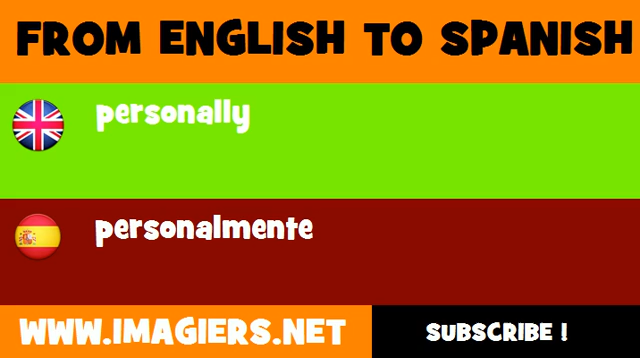 FROM ENGLISH TO SPANISH
personally
personalmente
WWW.IMAGIERS.NET
SUBSCRIBE !